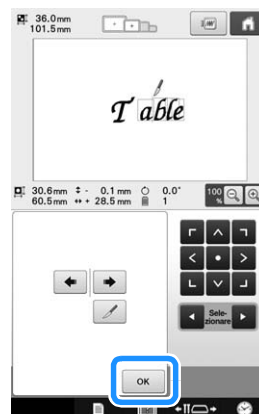 36.0mm
101.5mm
T able
30.6mm ↕ - 0.1 mm 0.0°
60.5mm ↔ + 28.5 mm 1
100 %
Sele-
zionare
OK